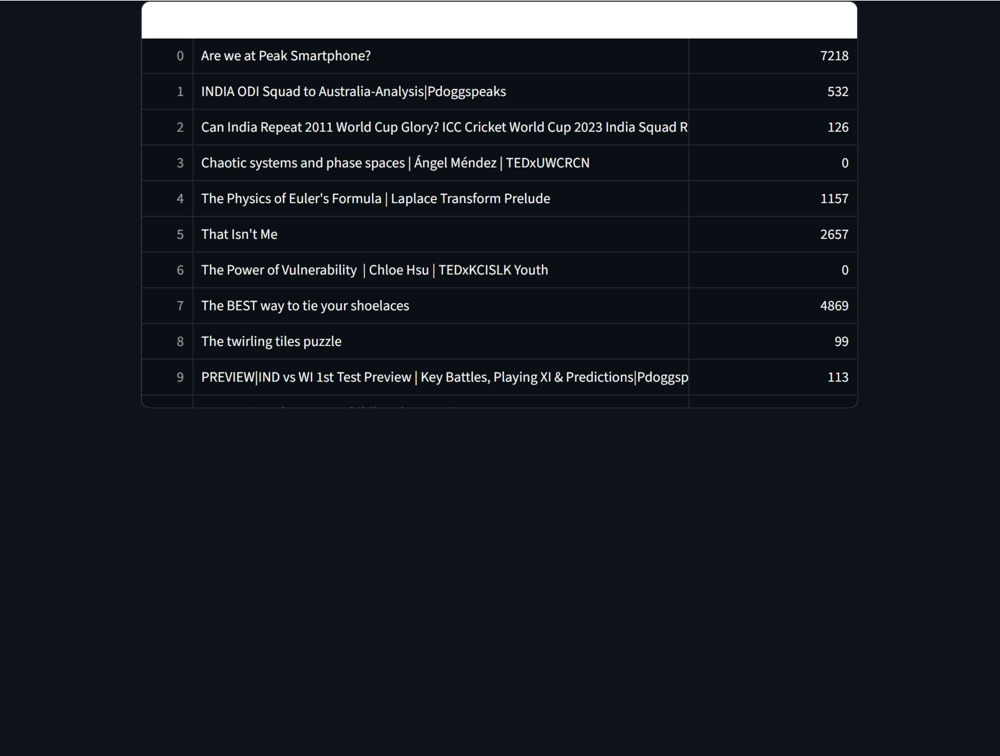 0 Are we at Peak Smartphone? 7218
1 INDIA ODI Squad to Australia-Analysis|Pdoggspeaks 532
2 Can India Repeat 2011 World Cup Glory? ICC Cricket World Cup 2023 India Squad R 126
3 Chaotic systems and phase spaces | Ángel Méndez | TEDxUWCRCN 0
4 The Physics of Euler's Formula | Laplace Transform Prelude 1157
5 That Isn't Me 2657
6 The Power of Vulnerability  | Chloe Hsu | TEDxKCISLK Youth 0
7 The BEST way to tie your shoelaces 4869
8 The twirling tiles puzzle 99
9 PREVIEW|IND vs WI 1st Test Preview | Key Battles, Playing XI & Predictions|Pdoggsp 113